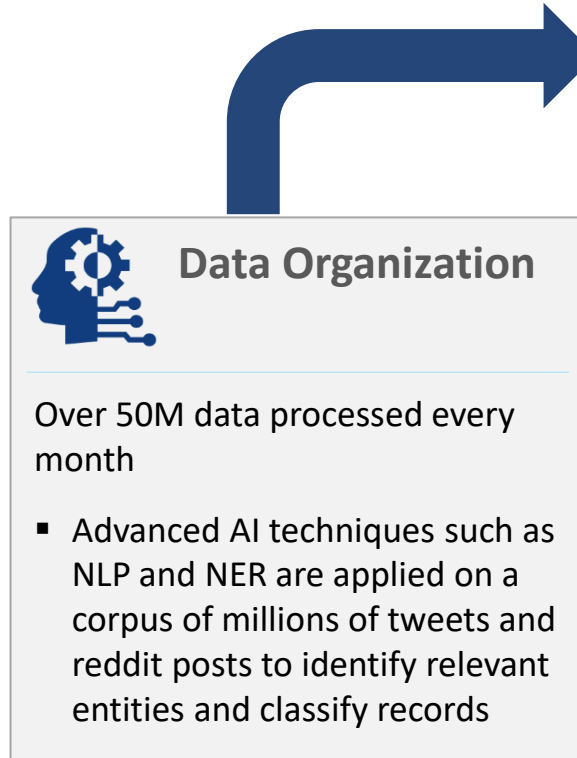 Data Organization
Over 50M data processed every
month
▪ Advanced AI techniques such as
NLP and NER are applied on a
corpus of millions of tweets and
reddit posts to identify relevant
entities and classify records